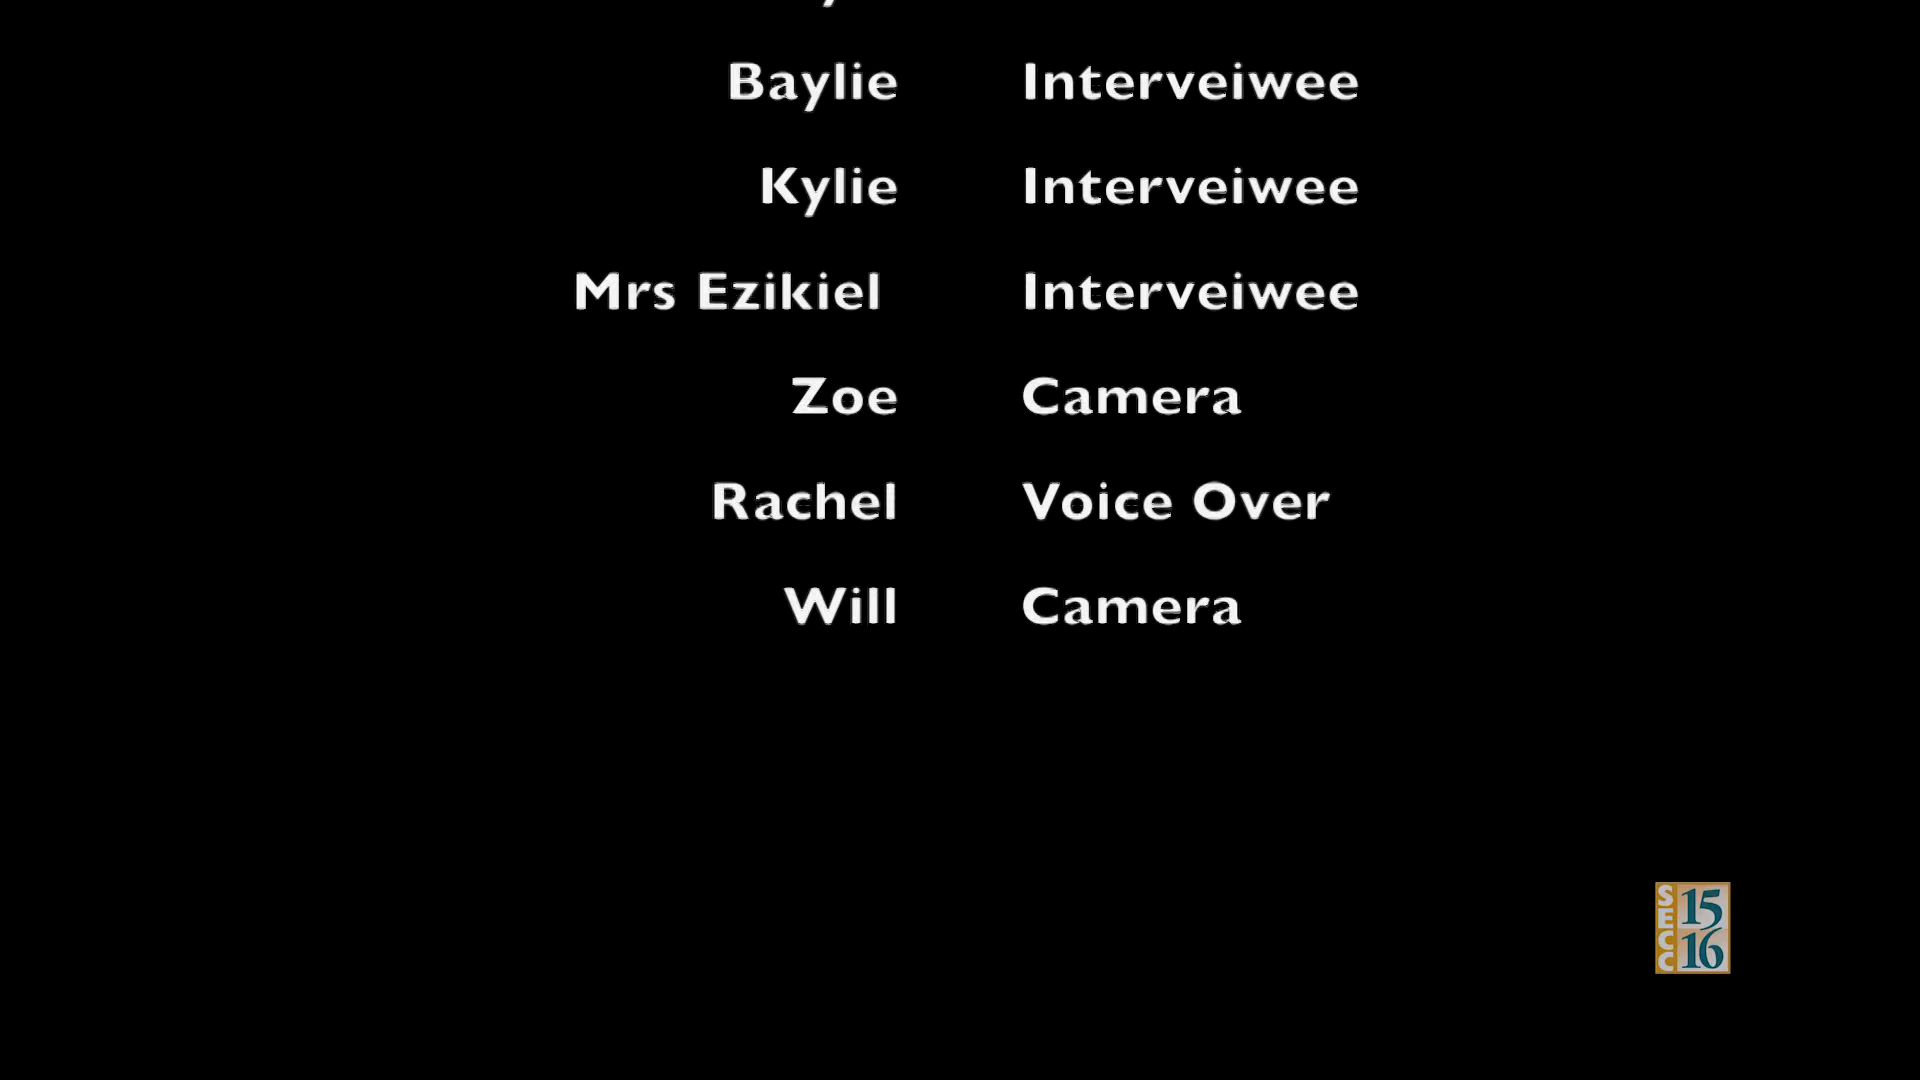 Baylie Interveiwee
Kylie Interveiwee
Mrs Ezikiel Interveiwee
Zoe Camera
Rachel Voice Over
Will Camera
SECC
15
16